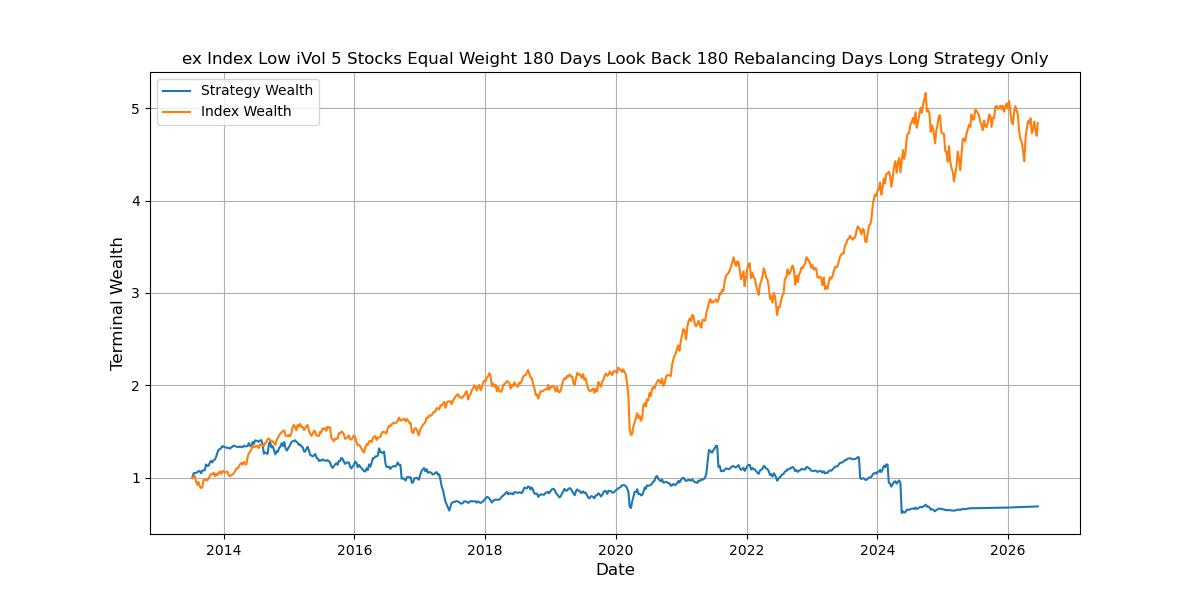 ex Index Low iVol 5 Stocks Equal Weight 180 Days Look Back 180 Rebalancing Days Long Strategy Only
Strategy Wealth
Index Wealth
Terminal Wealth
5
4
3
2
1
2014 2016 2018 2020 2022 2024 2026
Date